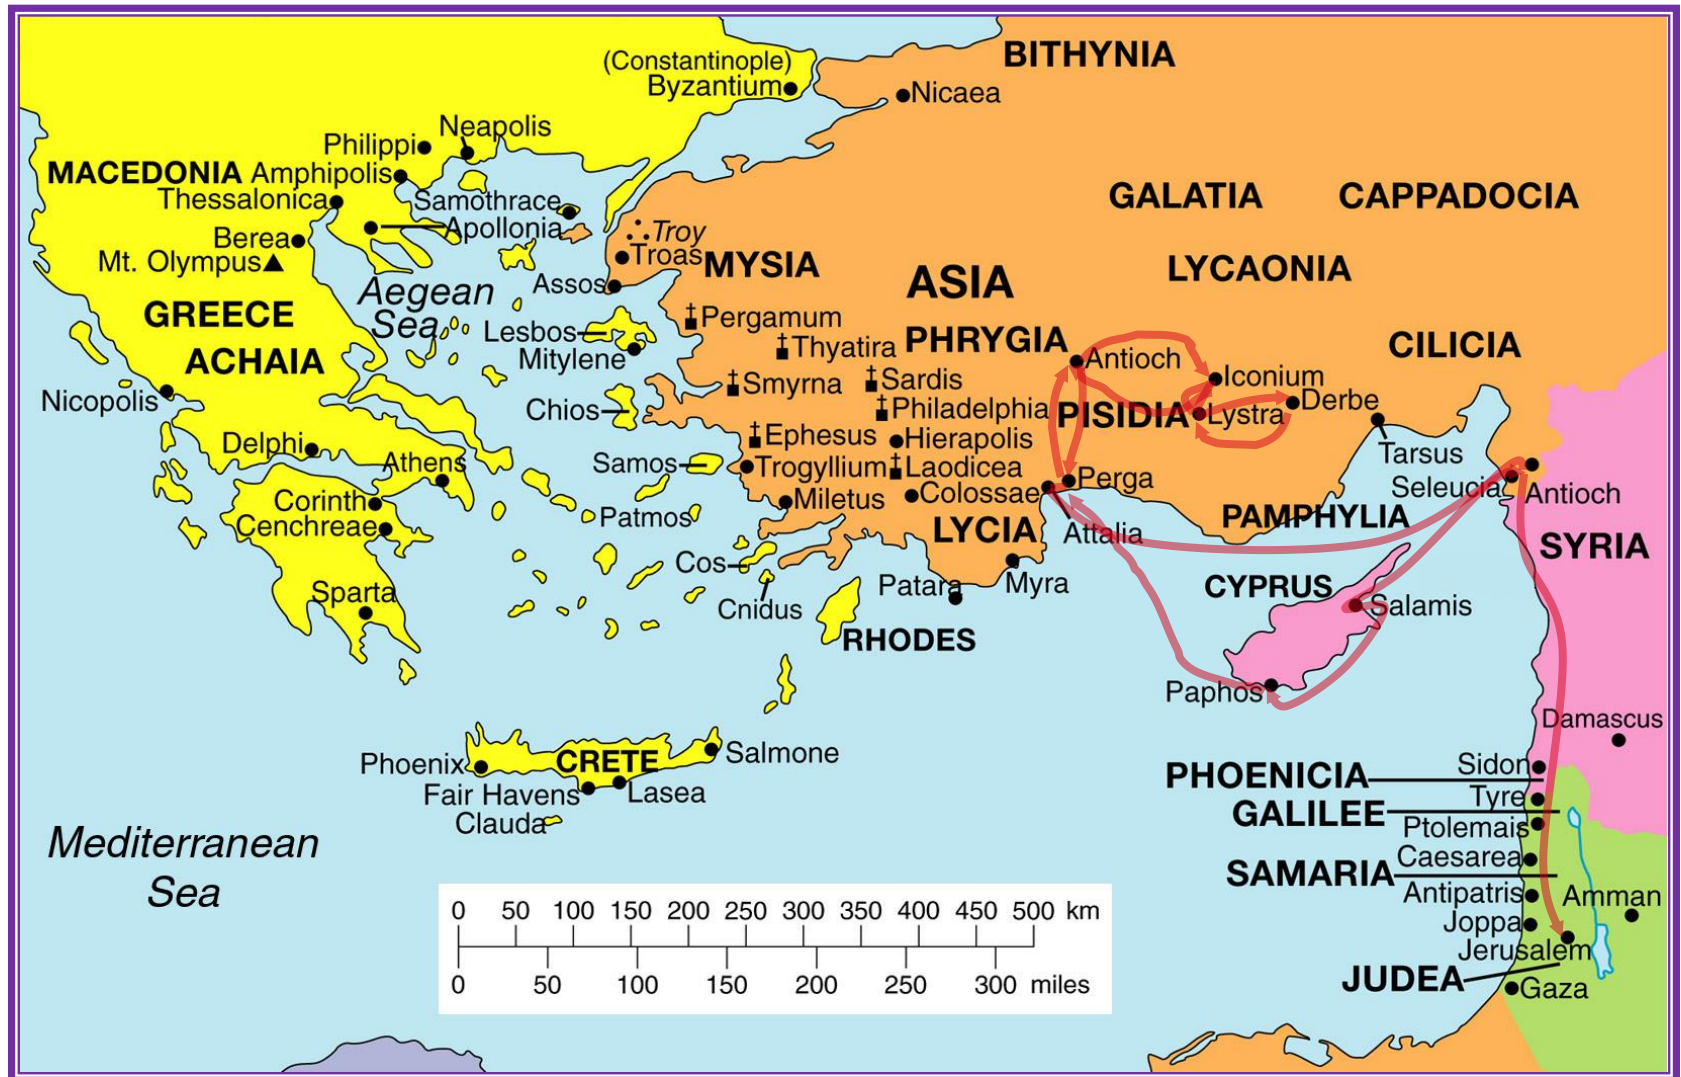 BITHYNIA
(Constantinople)
Byzantium
Nicaea
Neapolis
Philippi
MACEDONIA
Amphipolis
Thessalonica
Samothrace
Apollonia
GALATIA
CAPPADOCIA
Berea
Mt. Olympus
Troy
Troas
MYSIA
LYCAONIA
ASIA
Assos
Aegean
Sea
GREECE
ACHAIA
Lesbos
Mitylene
Pergamum
Thyatira
PHRYGIA
Antioch
CILICIA
Smyrna
Sardis
Iconium
Nicopolis
Chios
Philadelphia
PISIDIA
Lystra
Derbe
Delphi
Athens
Ephesus
Hierapolis
Tarsus
Samos
Trogyllium
Laodicea
Perga
Seleucia
Antioch
Corinth
Cenchreae
Patmos
Miletus
Colossae
Attalia
PAMPHYLIA
LYCIA
SYRIA
Cos
Cnidus
Patara
Myra
CYPRUS
Salamis
Sparta
RHODES
Paphos
Damascus
Phoenix
CRETE
Salmone
Fair Havens
Lasea
Clauda
PHOENICIA
Sidon
Tyre
GALILEE
Ptolemais
Mediterranean
Sea
Caesarea
SAMARIA
Antipatris
Amman
Joppa
Jerusalem
JUDEA
Gaza
0 50 100 150 200 250 300 350 400 450 500 km
0 50 100 150 200 250 300 miles